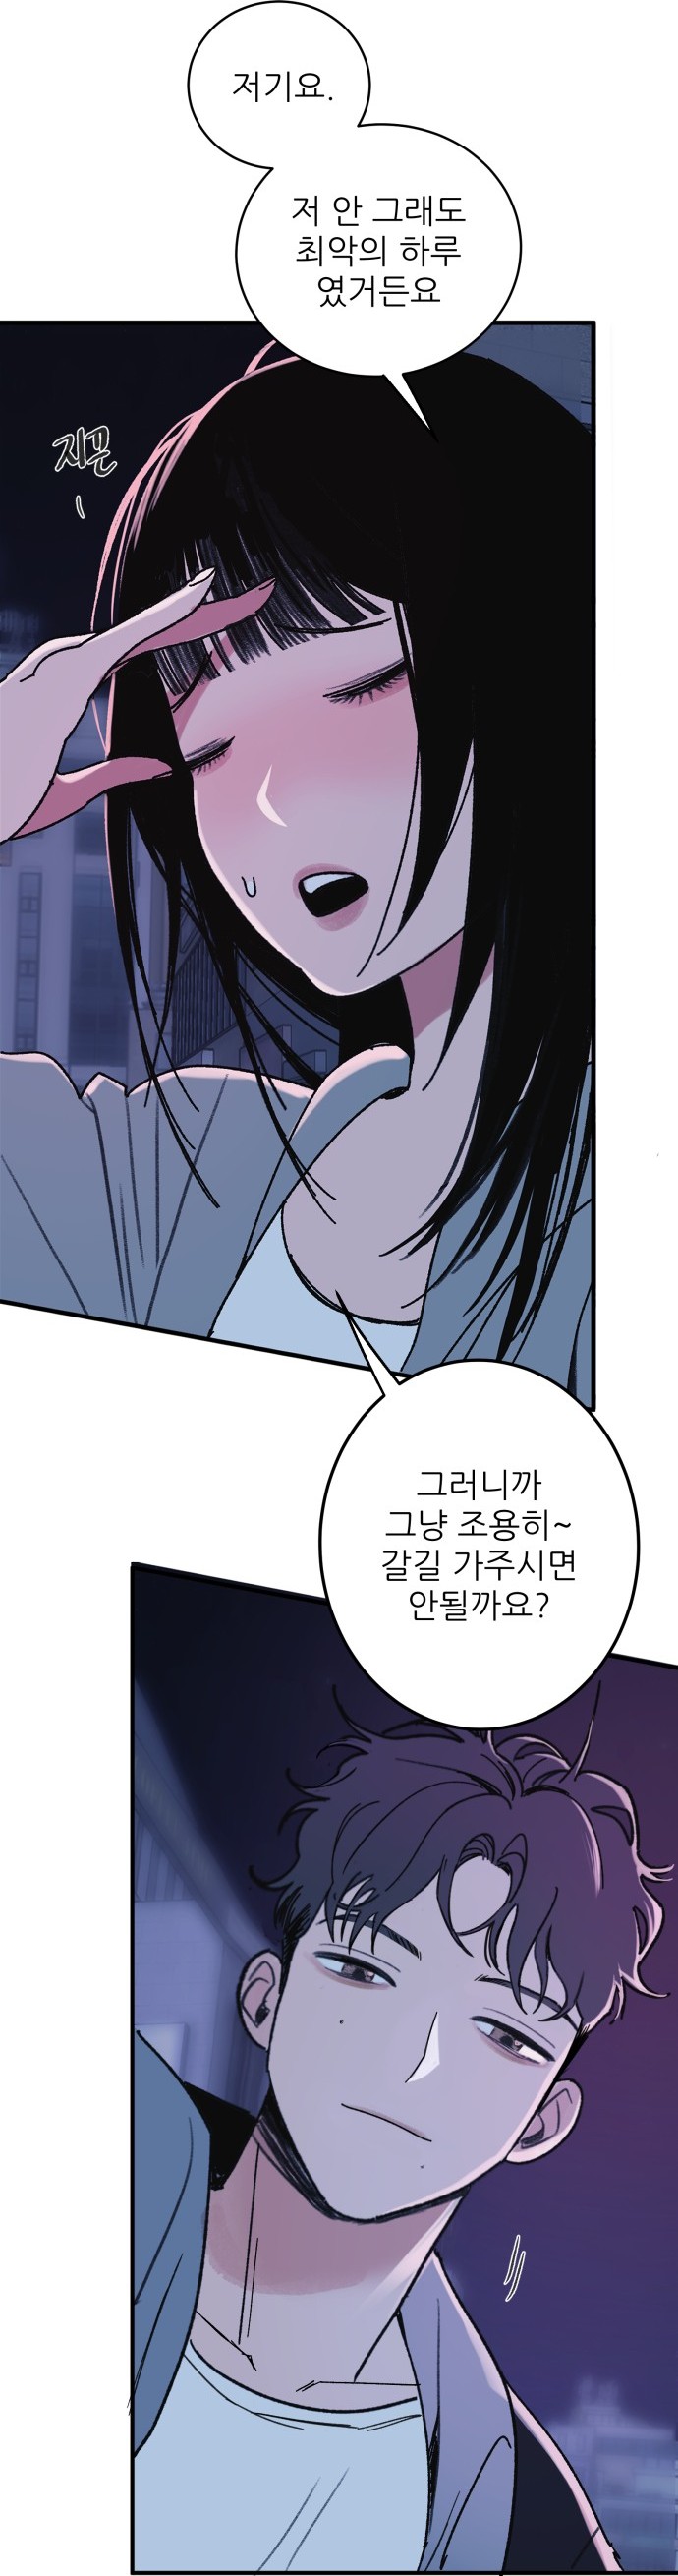 저기요.
저 안 그래도
최악의 하루
였거든요
지끈
그러니까
그냥 조용히~
갈길 가주시면
안될까요?